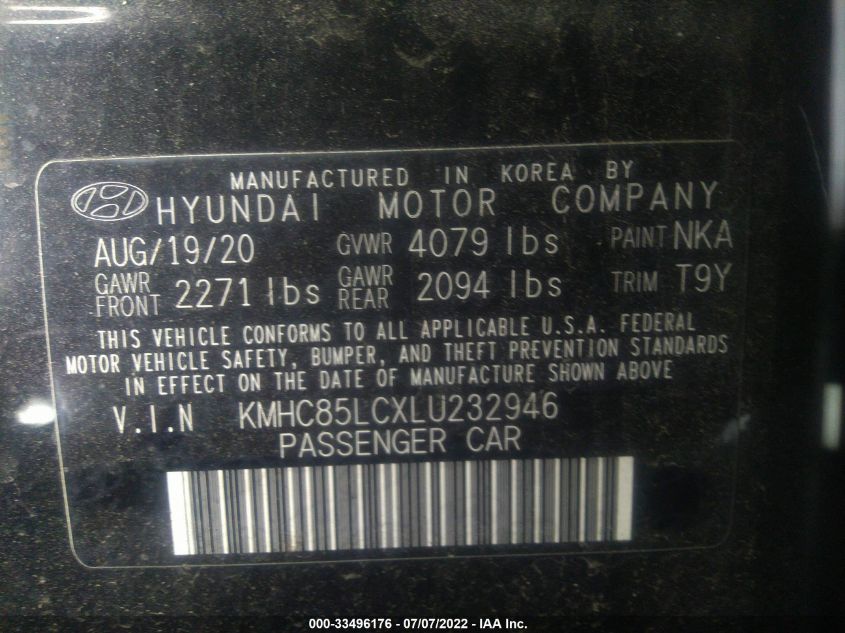 MANUFACTURED IN KOREA BY
HYUNDAI MOTOR COMPANY
AUG/19/20 GVWR 4079 lbs PAINT NKA
GAWR FRONT 2271 lbs GAWR REAR 2094 lbs TRIM T9Y
THIS VEHICLE CONFORMS TO ALL APPLICABLE U.S.A. FEDERAL
MOTOR VEHICLE SAFETY, BUMPER, AND THEFT PREVENTION STANDARDS
IN EFFECT ON THE DATE OF MANUFACTURE SHOWN ABOVE
V.I.N KMHC85LCXLU232946
PASSENGER CAR
000-33496176 - 07/07/2022 - IAA Inc.